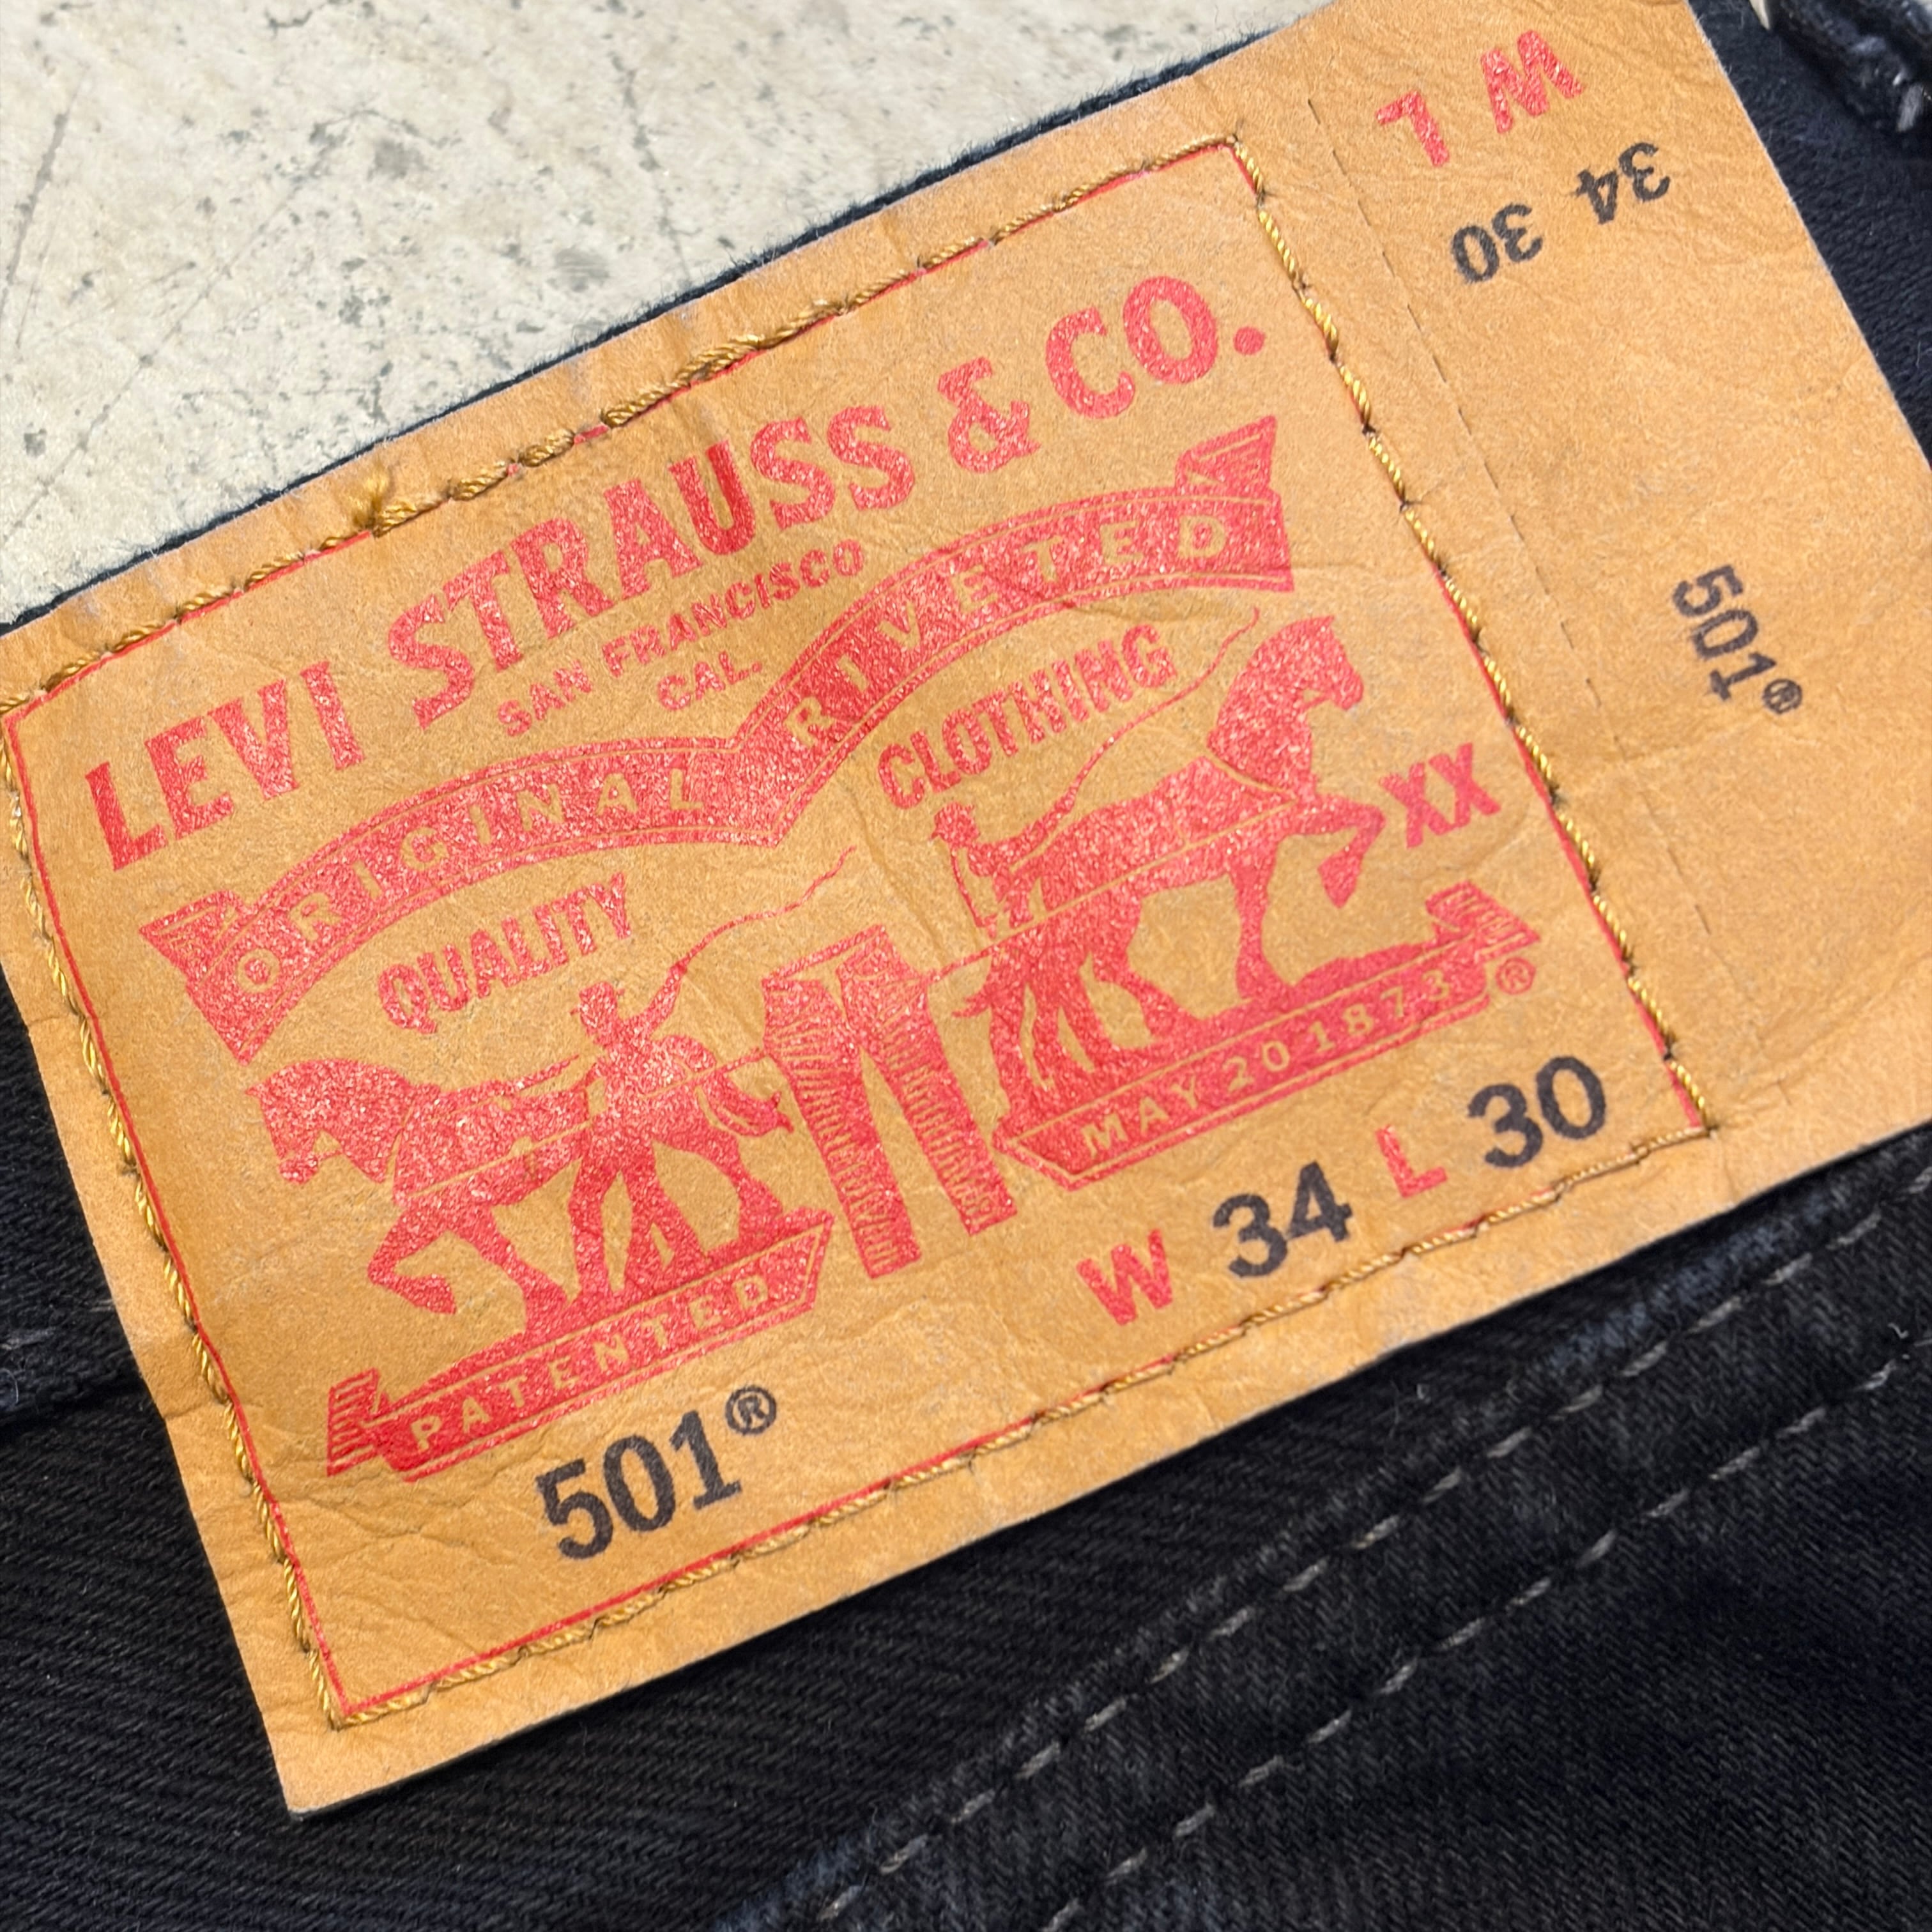 LEVI STRAUSS & CO.
SAN FRANCISCO
CAL.
ORIGINAL RIVETED
QUALITY CLOTHING
XX
PATENTED MAY 20 1873 ®
501® W 34 L 30
W L
34 30
501®